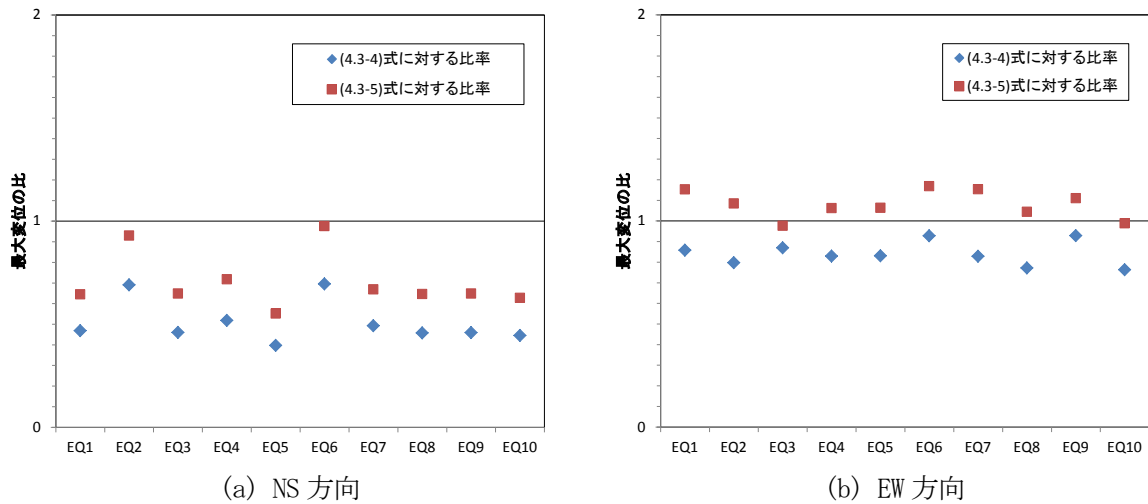 2
1
0
最大変位の比
◆(4.3-4)式に対する比率
■(4.3-5)式に対する比率
EQ1 EQ2 EQ3 EQ4 EQ5 EQ6 EQ7 EQ8 EQ9 EQ10
(a) NS 方向
2
1
0
最大変位の比
◆(4.3-4)式に対する比率
■(4.3-5)式に対する比率
EQ1 EQ2 EQ3 EQ4 EQ5 EQ6 EQ7 EQ8 EQ9 EQ10
(b) EW 方向